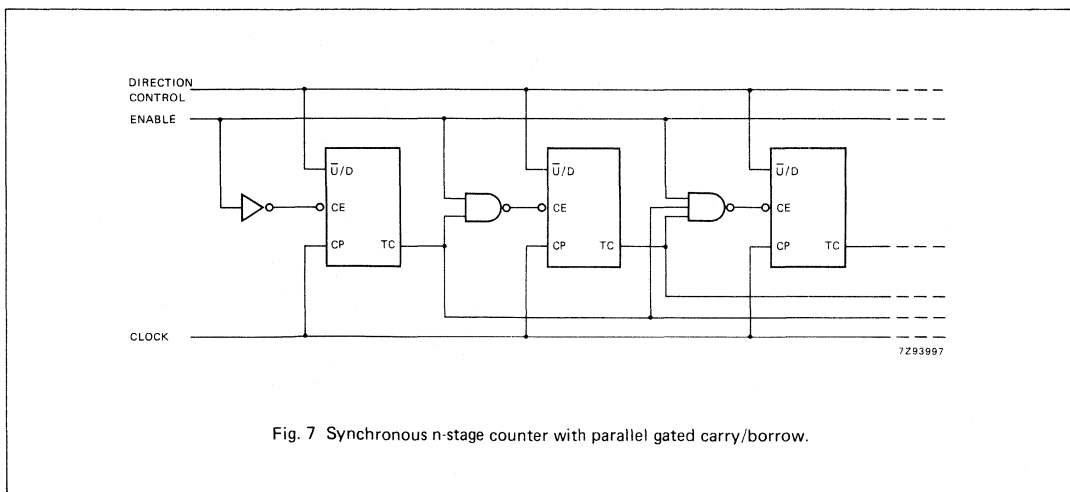 DIRECTION
CONTROL
ENABLE
U̅/D
CE
CP TC
U̅/D
CE
CP TC
U̅/D
CE
CP TC
CLOCK
7Z93997
Fig. 7 Synchronous n-stage counter with parallel gated carry/borrow.